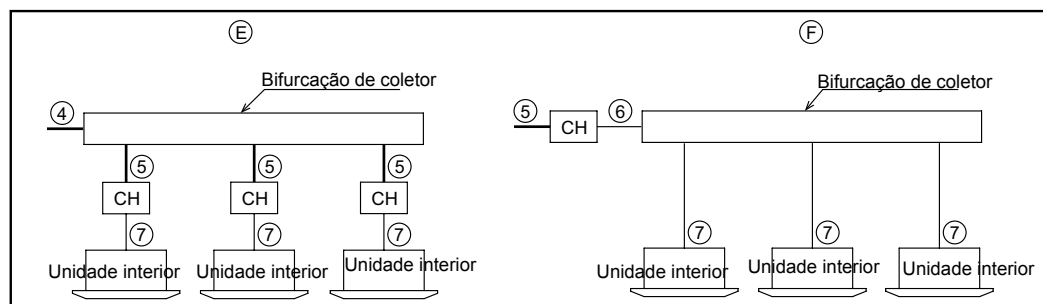 E
Bifurcação de coletor
4
5 5 5
CH CH CH
7 7 7
Unidade interior Unidade interior Unidade interior
F
Bifurcação de coletor
5 CH 6
7 7 7
Unidade interior Unidade interior Unidade interior